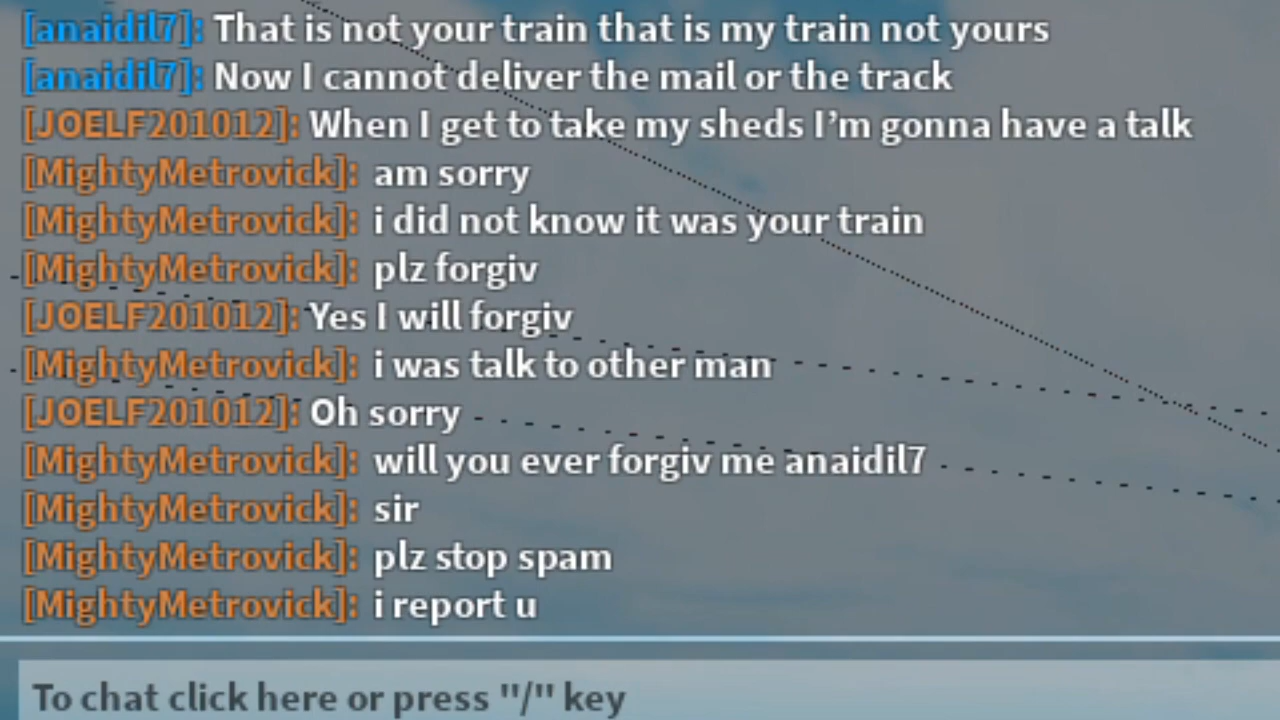 [anaidil7]: That is not your train that is my train not yours
[anaidil7]: Now I cannot deliver the mail or the track
[JOELF201012]: When I get to take my sheds I’m gonna have a talk
[MightyMetrovick]: am sorry
[MightyMetrovick]: i did not know it was your train
[MightyMetrovick]: plz forgiv
[JOELF201012]: Yes I will forgiv
[MightyMetrovick]: i was talk to other man
[JOELF201012]: Oh sorry
[MightyMetrovick]: will you ever forgiv me anaidil7
[MightyMetrovick]: sir
[MightyMetrovick]: plz stop spam
[MightyMetrovick]: i report u
To chat click here or press "/" key